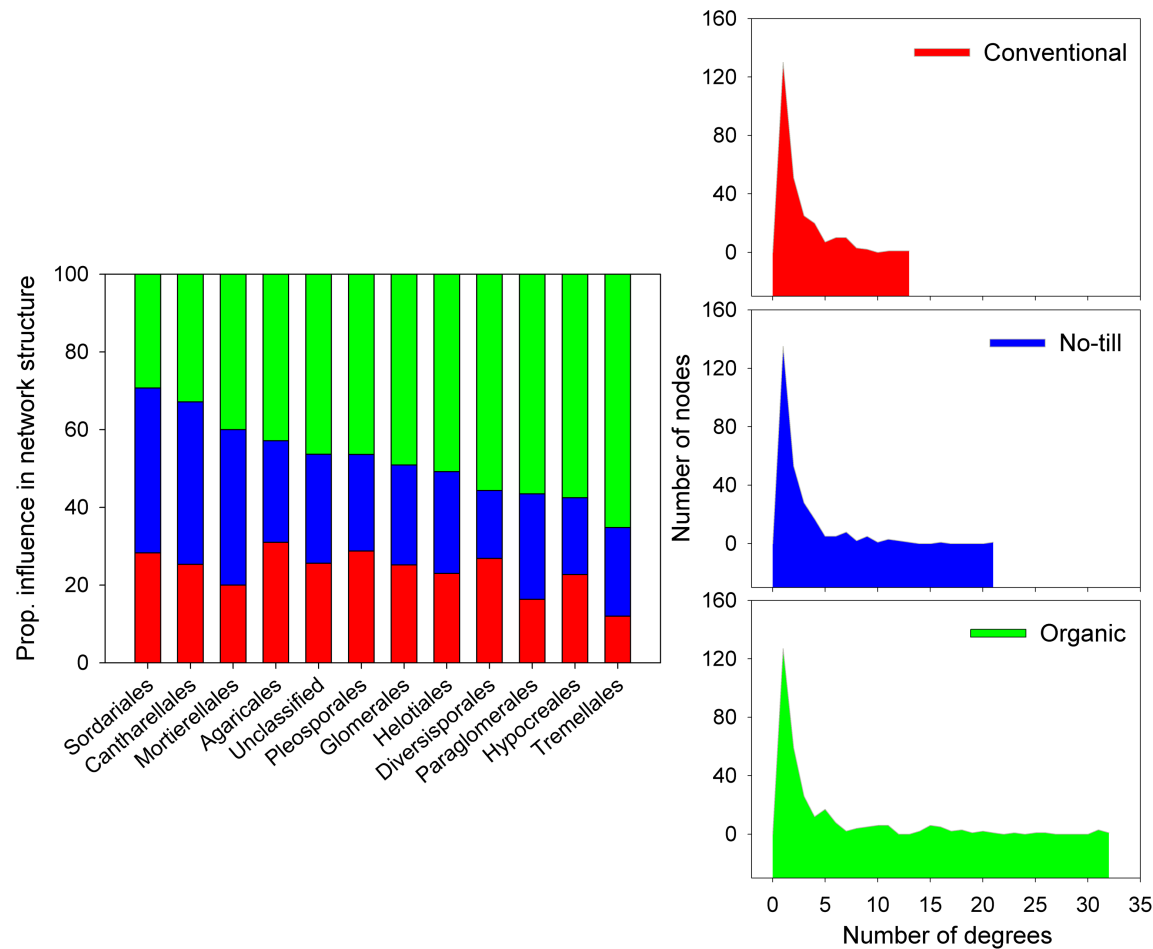 Prop. influence in network structure
100
80
60
40
20
0
Sordariales
Cantharellales
Mortierellales
Agaricales
Unclassified
Pleosporales
Glomerales
Helotiales
Diversisporales
Paraglomerales
Hypocreales
Tremellales
Number of nodes
160
120
80
40
0
Conventional
160
120
80
40
0
No-till
160
120
80
40
0
Organic
0 5 10 15 20 25 30 35
Number of degrees